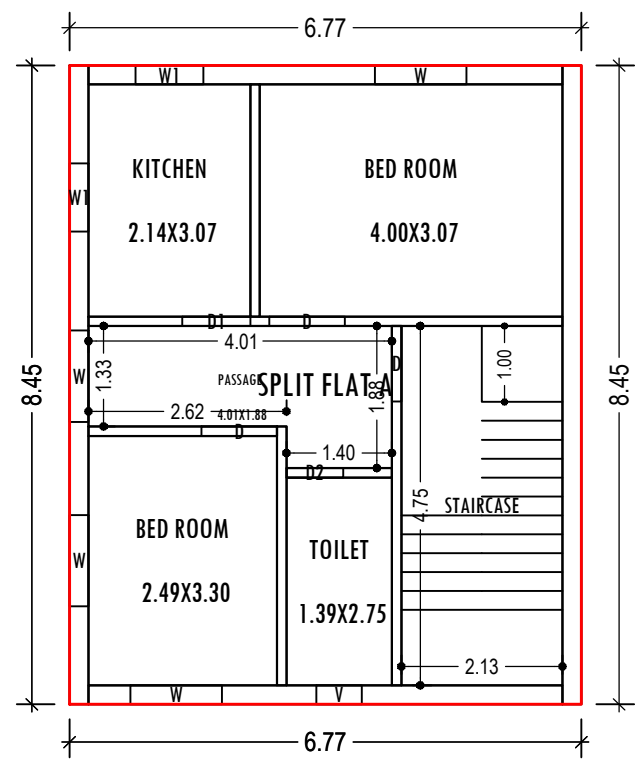 6.77
W1
W
KITCHEN
BED ROOM
W1
2.14X3.07
4.00X3.07
D1
D
4.01
D
1.00
8.45
W
1.33
PASSAGE
SPLIT FLAT A
1.88
8.45
2.62
4.01X1.88
D
1.40
D2
4.75
STAIRCASE
BED ROOM
TOILET
W
2.49X3.30
1.39X2.75
2.13
W
V
6.77